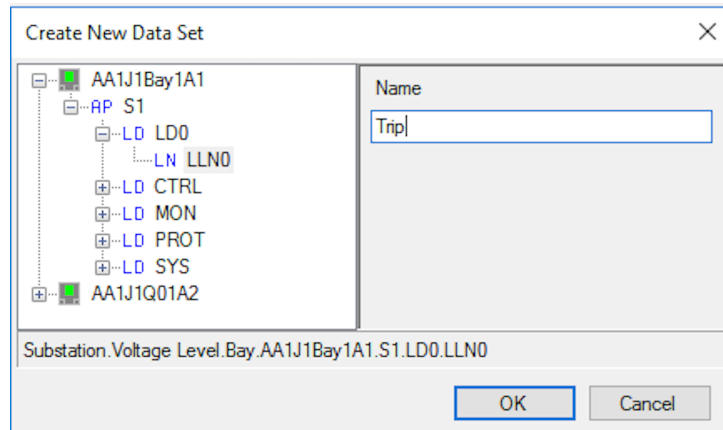 Create New Data Set
AA1J1Bay1A1
AP S1
LD LD0
LN LLN0
LD CTRL
LD MON
LD PROT
LD SYS
AA1J1Q01A2
Name
Trip
Substation.Voltage Level.Bay.AA1J1Bay1A1.S1.LD0.LLN0
OK
Cancel